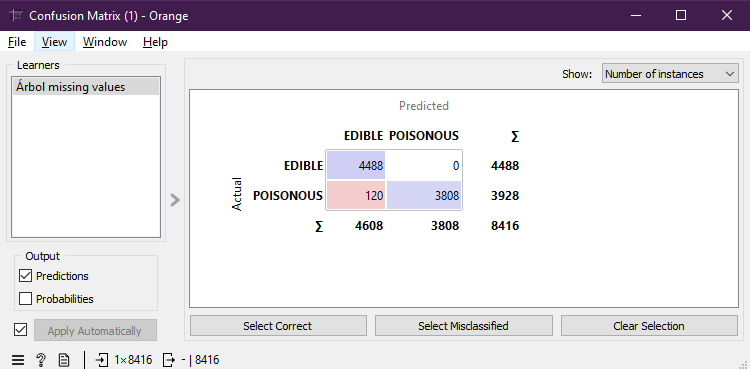 Confusion Matrix (1) - Orange
File View Window Help
Learners
Árbol missing values
Show: Number of instances
Predicted
EDIBLE POISONOUS Σ
Actual
EDIBLE 4488 0 4488
POISONOUS 120 3808 3928
Σ 4608 3808 8416
Output
Predictions
Probabilities
Apply Automatically
Select Correct Select Misclassified Clear Selection
? 1×8416 - | 8416